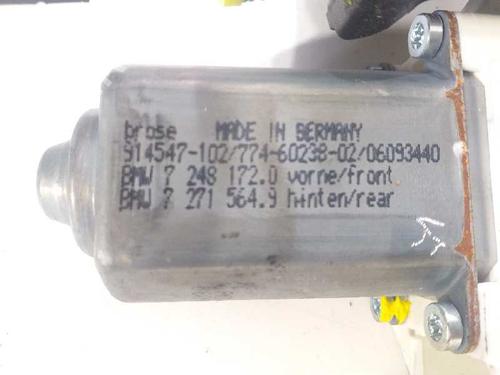 brose MADE IN GERMANY
914547-102/774-60238-02/06093440
BMW 7 248 172.0 vorne/front
BMW 7 271 564.9 hinten/rear